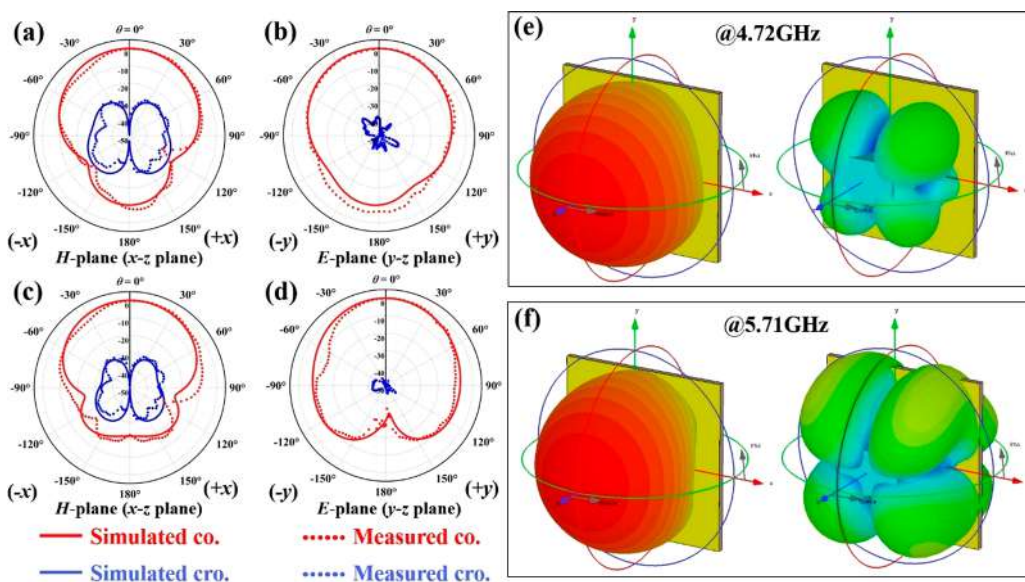 (a)
θ = 0°
-30°
30°
-60°
60°
-90°
90°
-120°
120°
-150°
150°
180°
(-x)
(+x)
H-plane (x-z plane)
(b)
θ = 0°
-30°
30°
-60°
60°
-90°
90°
-120°
120°
-150°
150°
180°
(-y)
(+y)
E-plane (y-z plane)
(c)
θ = 0°
-30°
30°
-60°
60°
-90°
90°
-120°
120°
-150°
150°
180°
(-x)
(+x)
H-plane (x-z plane)
(d)
θ = 0°
-30°
30°
-60°
60°
-90°
90°
-120°
120°
-150°
150°
180°
(-y)
(+y)
E-plane (y-z plane)
Simulated co.
Measured co.
Simulated cro.
Measured cro.
(e)
@4.72GHz
y
y
x
(f)
@5.71GHz
y
y
x
x